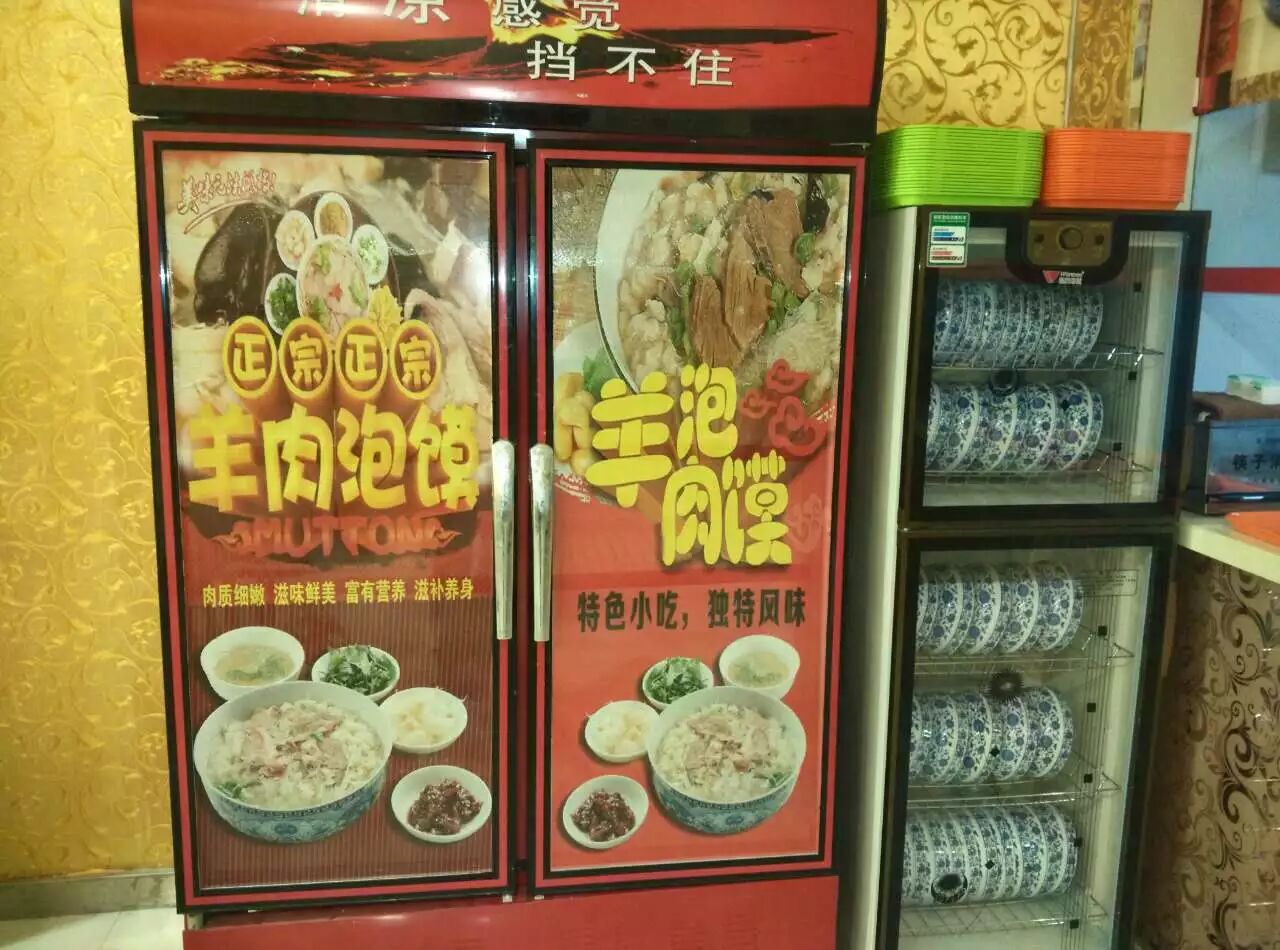 清凉感觉
挡不住
正宗正宗
羊肉泡馍
MUTTON
肉质细嫩 滋味鲜美 富有营养 滋补养身
羊肉泡馍
特色小吃，独特风味
筷子